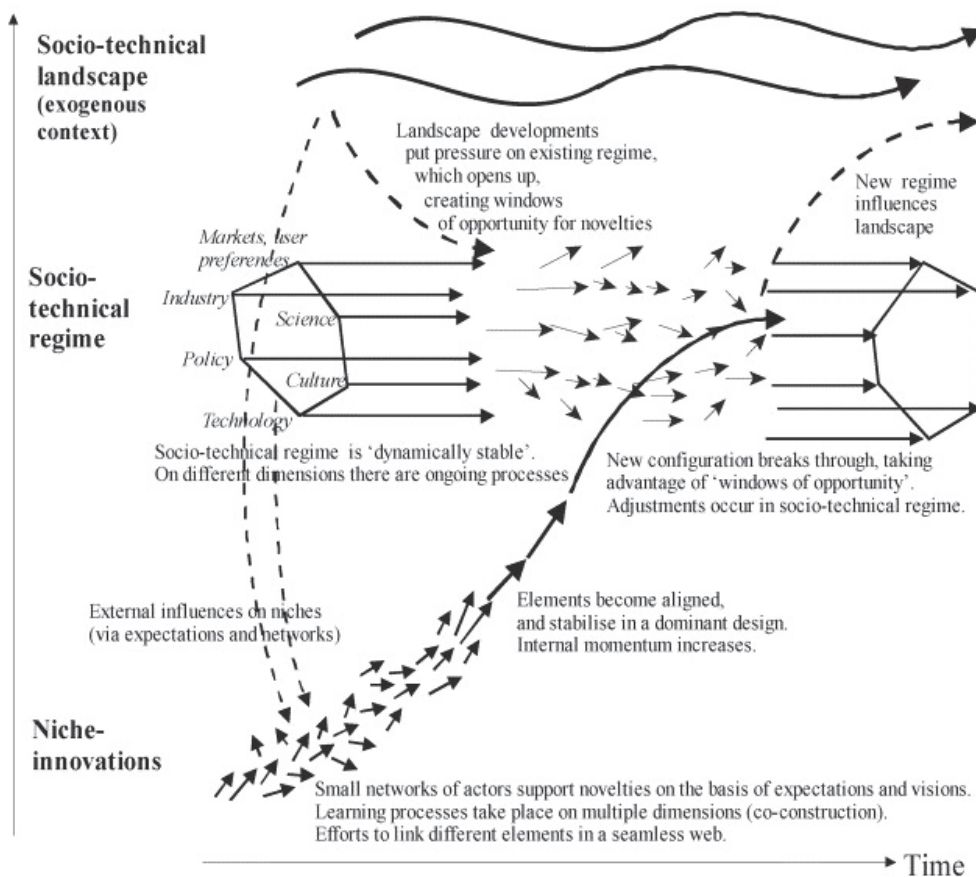 Socio-technical
landscape
(exogenous
context)
Landscape developments
put pressure on existing regime,
which opens up,
creating windows
of opportunity for novelties
New regime
influences
landscape
Markets, user
preferences
Socio-
technical
regime
Industry
Science
Policy
Culture
Technology
Socio-technical regime is ‘dynamically stable’.
On different dimensions there are ongoing processes
New configuration breaks through, taking
advantage of ‘windows of opportunity’.
Adjustments occur in socio-technical regime.
External influences on niches
(via expectations and networks)
Elements become aligned,
and stabilise in a dominant design.
Internal momentum increases.
Niche-
innovations
Small networks of actors support novelties on the basis of expectations and visions.
Learning processes take place on multiple dimensions (co-construction).
Efforts to link different elements in a seamless web.
Time